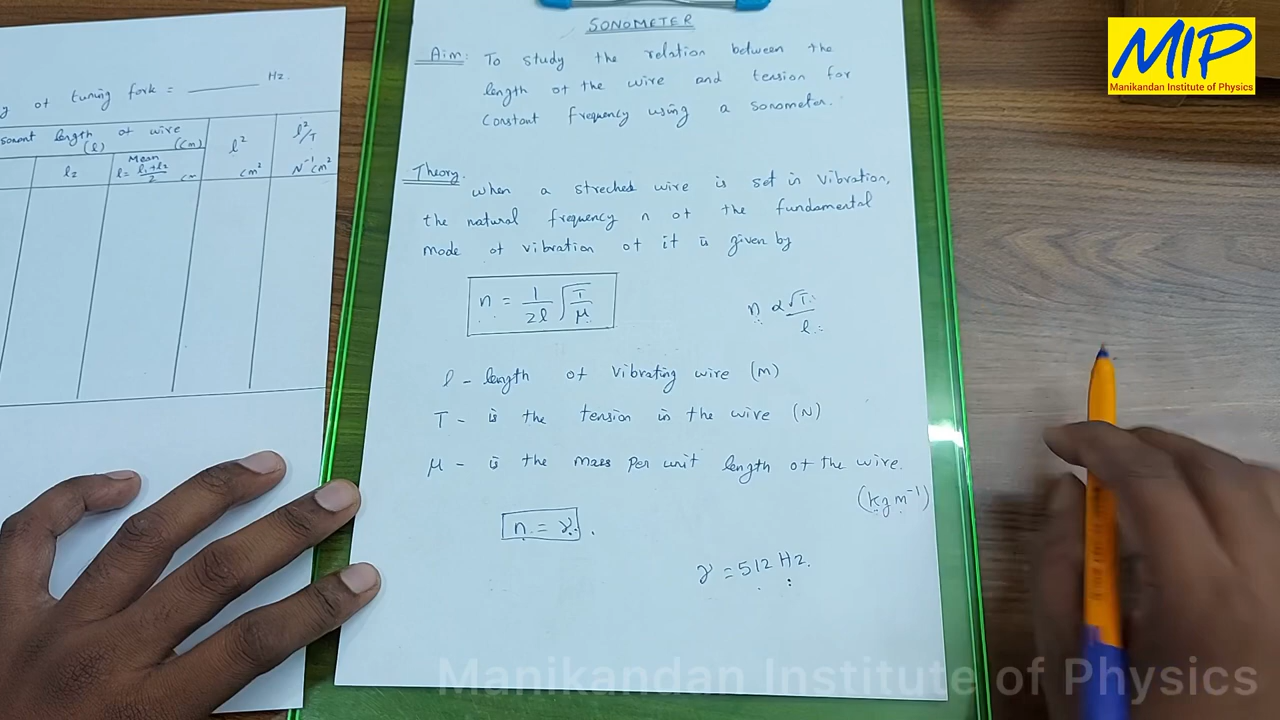 SONOMETER
Aim: To study the relation between the
length of the wire and tension for
constant frequency using a sonometer.
Theory.
When a streched wire is set in vibration,
the natural frequency n of the fundamental
mode of vibration of it is given by
n = 1/2l √T/μ
n ∝ √T/l
l - length of vibrating wire (m)
T - is the tension in the wire (N)
μ - is the mass per unit length of the wire.
(kg m⁻¹)
n = γ.
γ = 512 Hz.
of tuning fork = ______ Hz.
length of wire
(l) (cm)
l₂
Mean
l = l₁+l₂/2 cm
l²
cm²
l²/T
N⁻¹ cm²
MIP
Manikandan Institute of Physics
Manikandan Institute of Physics